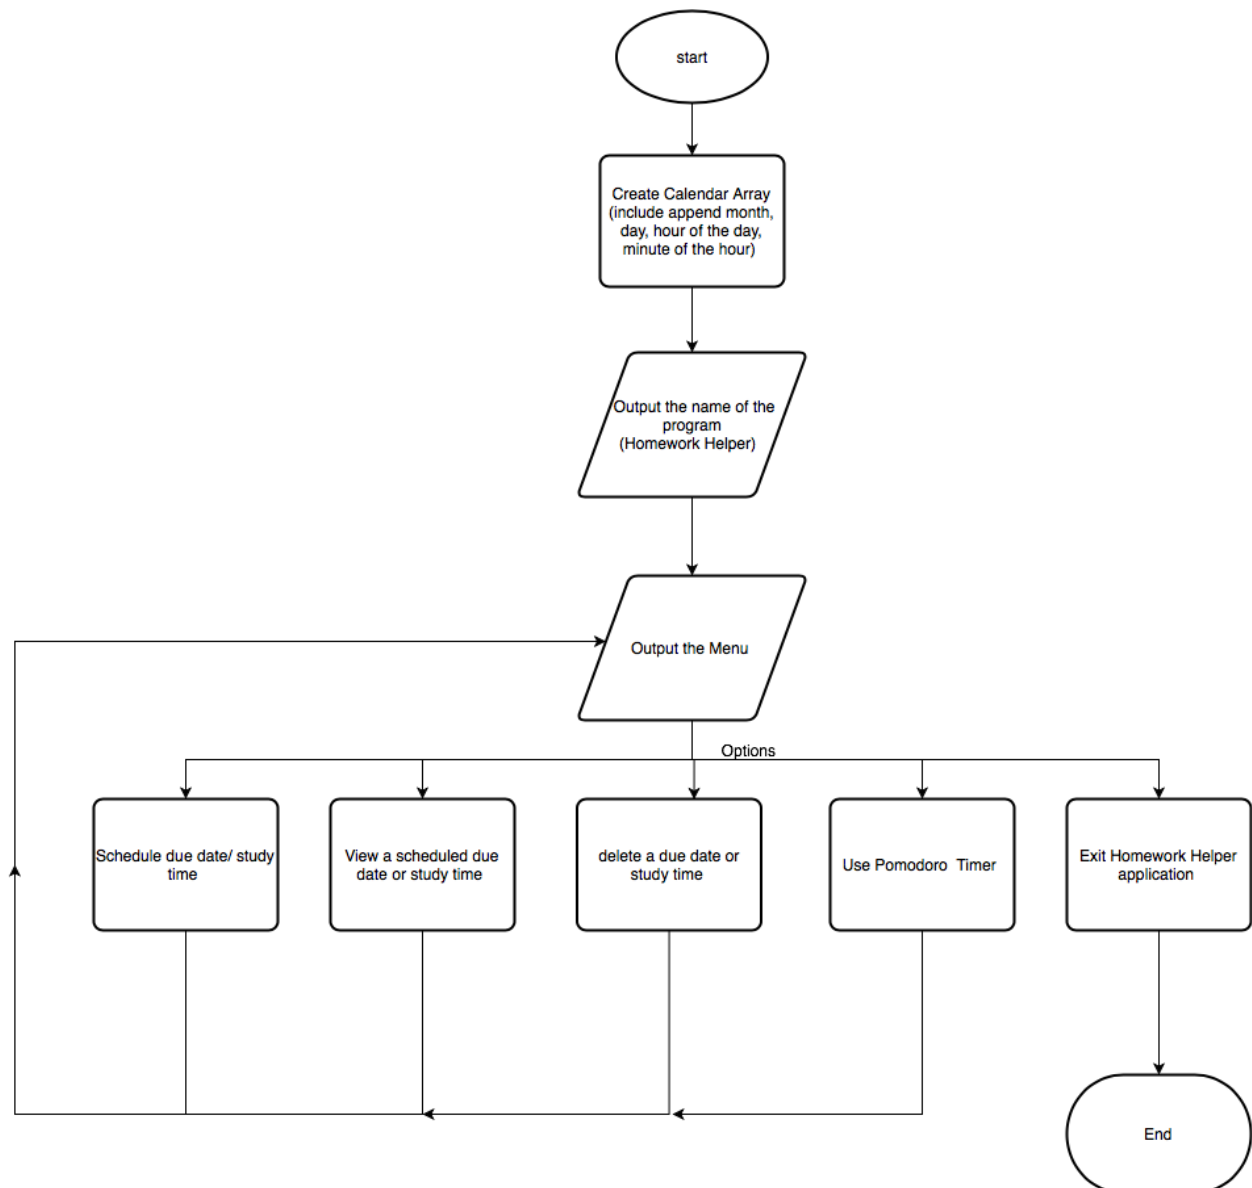 start
Create Calendar Array
(include append month,
day, hour of the day,
minute of the hour)
Output the name of the
program
(Homework Helper)
Output the Menu
Options
Schedule due date/ study
time
View a scheduled due
date or study time
delete a due date or
study time
Use Pomodoro  Timer
Exit Homework Helper
application
End